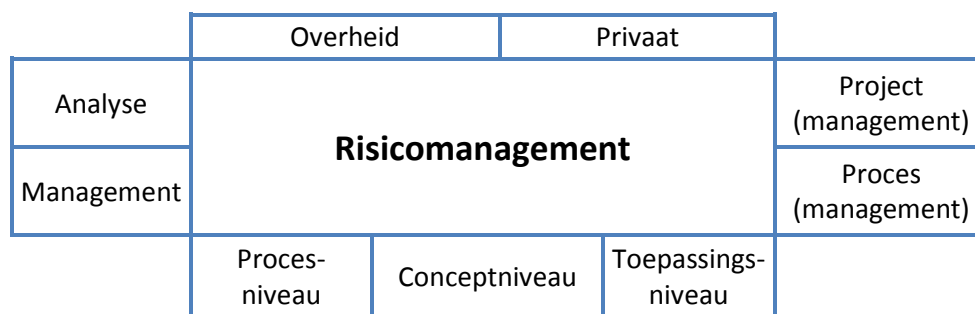 Overheid
Privaat
Analyse
Management
Risicomanagement
Project
(management)
Proces
(management)
Proces-
niveau
Conceptniveau
Toepassings-
niveau